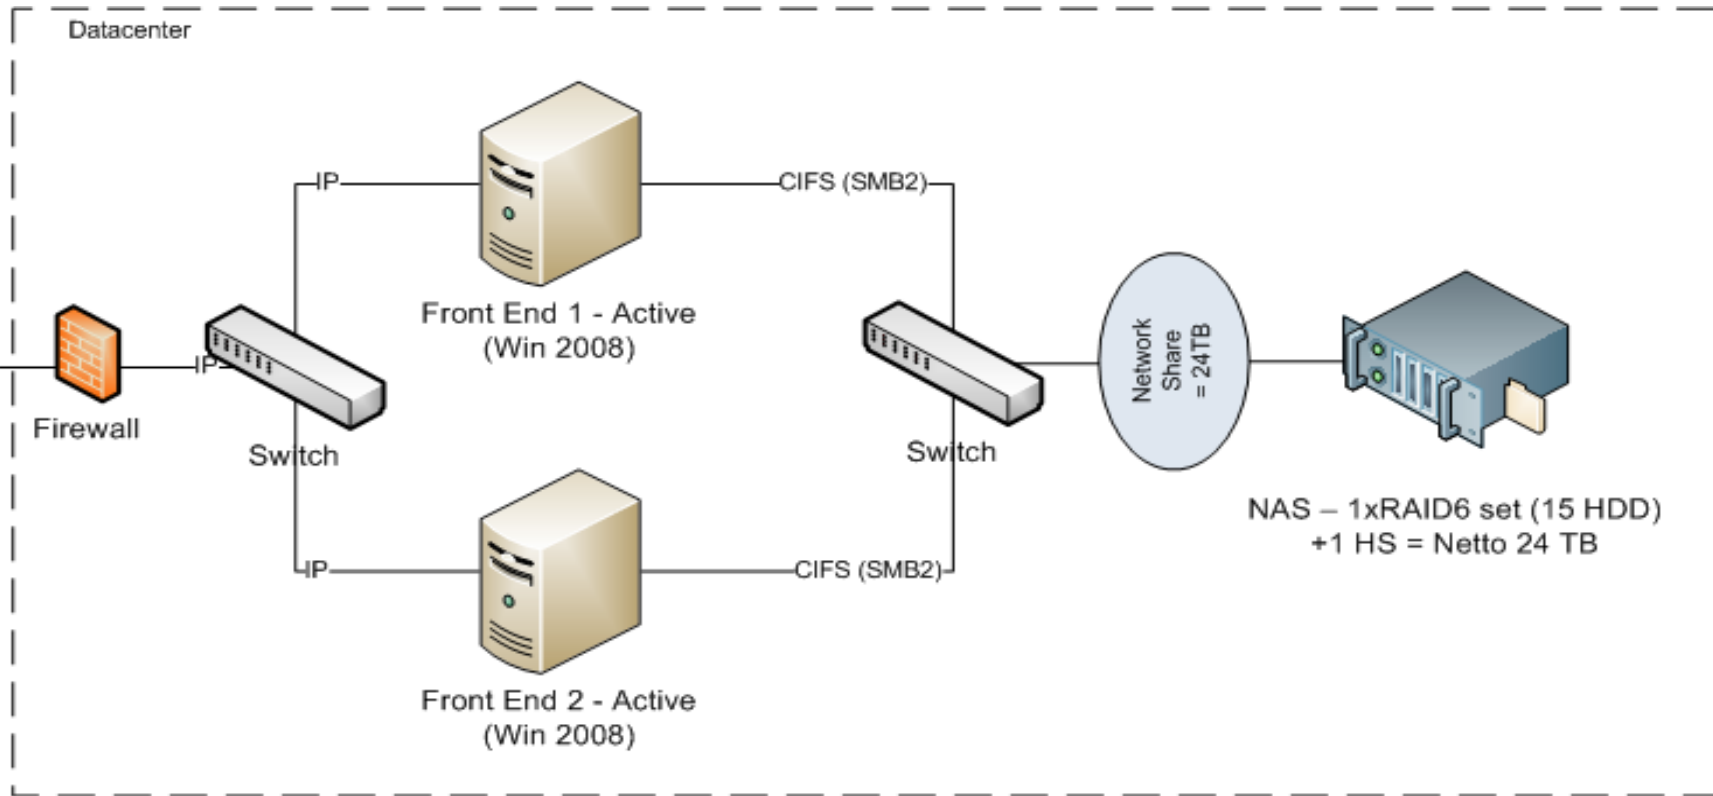 Datacenter
IP
CIFS (SMB2)
Front End 1 - Active
(Win 2008)
IP
Firewall
Switch
Switch
Network
Share
= 24TB
NAS – 1xRAID6 set (15 HDD)
+1 HS = Netto 24 TB
IP
CIFS (SMB2)
Front End 2 - Active
(Win 2008)